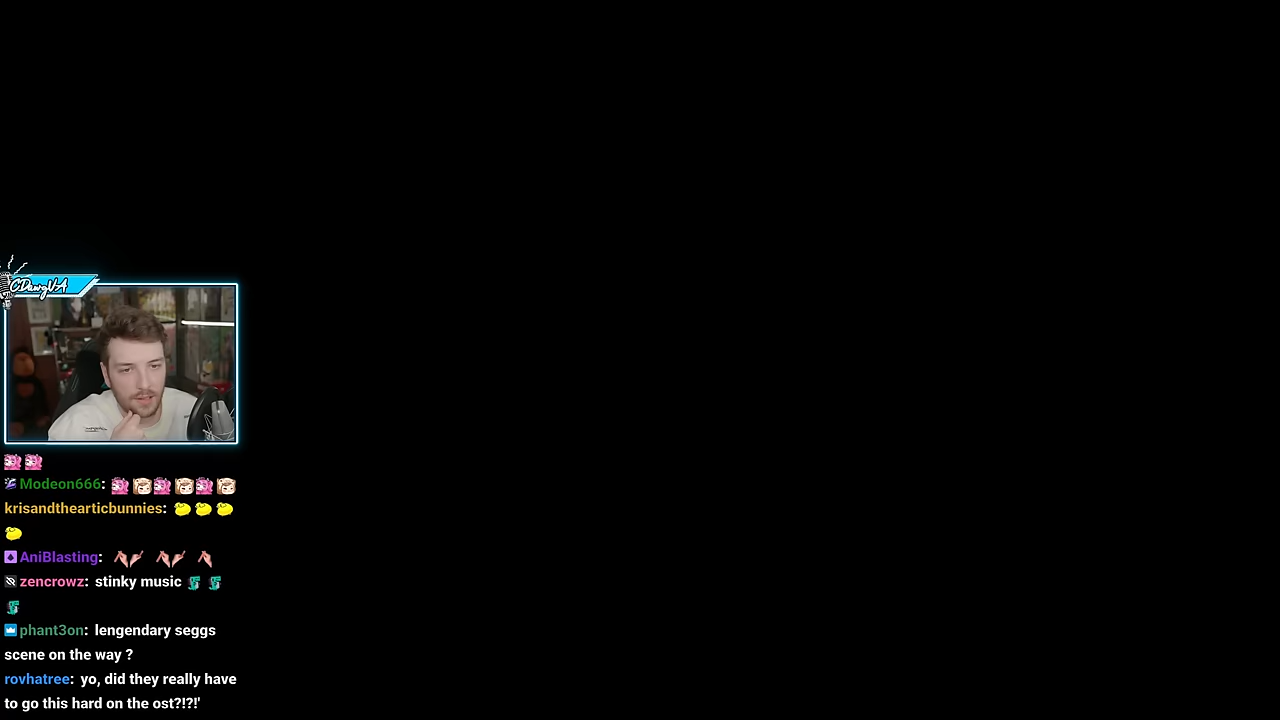 CDawgVA
Modeon666:
krisandthearticbunnies:
AniBlasting:
zencrowz: stinky music
phant3on: lengendary seggs
scene on the way ?
rovhatree: yo, did they really have
to go this hard on the ost?!?!'